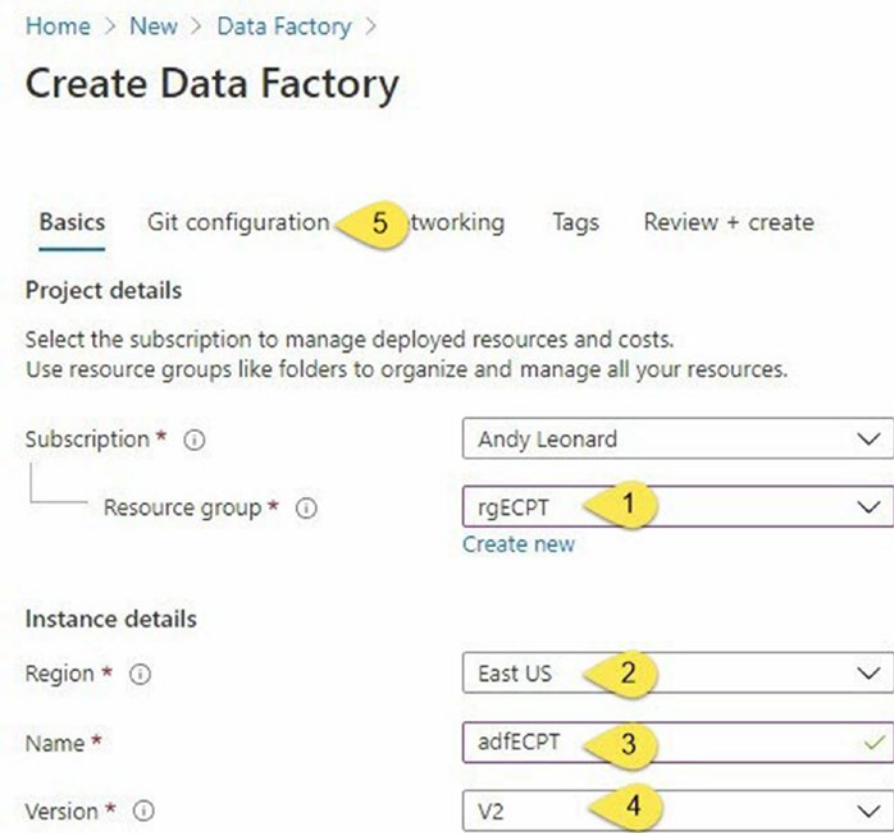 Home > New > Data Factory >
Create Data Factory
Basics Git configuration 5 tworking Tags Review + create
Project details
Select the subscription to manage deployed resources and costs.
Use resource groups like folders to organize and manage all your resources.
Subscription * Andy Leonard
Resource group * rgECPT 1
Create new
Instance details
Region * East US 2
Name * adfECPT 3
Version * V2 4